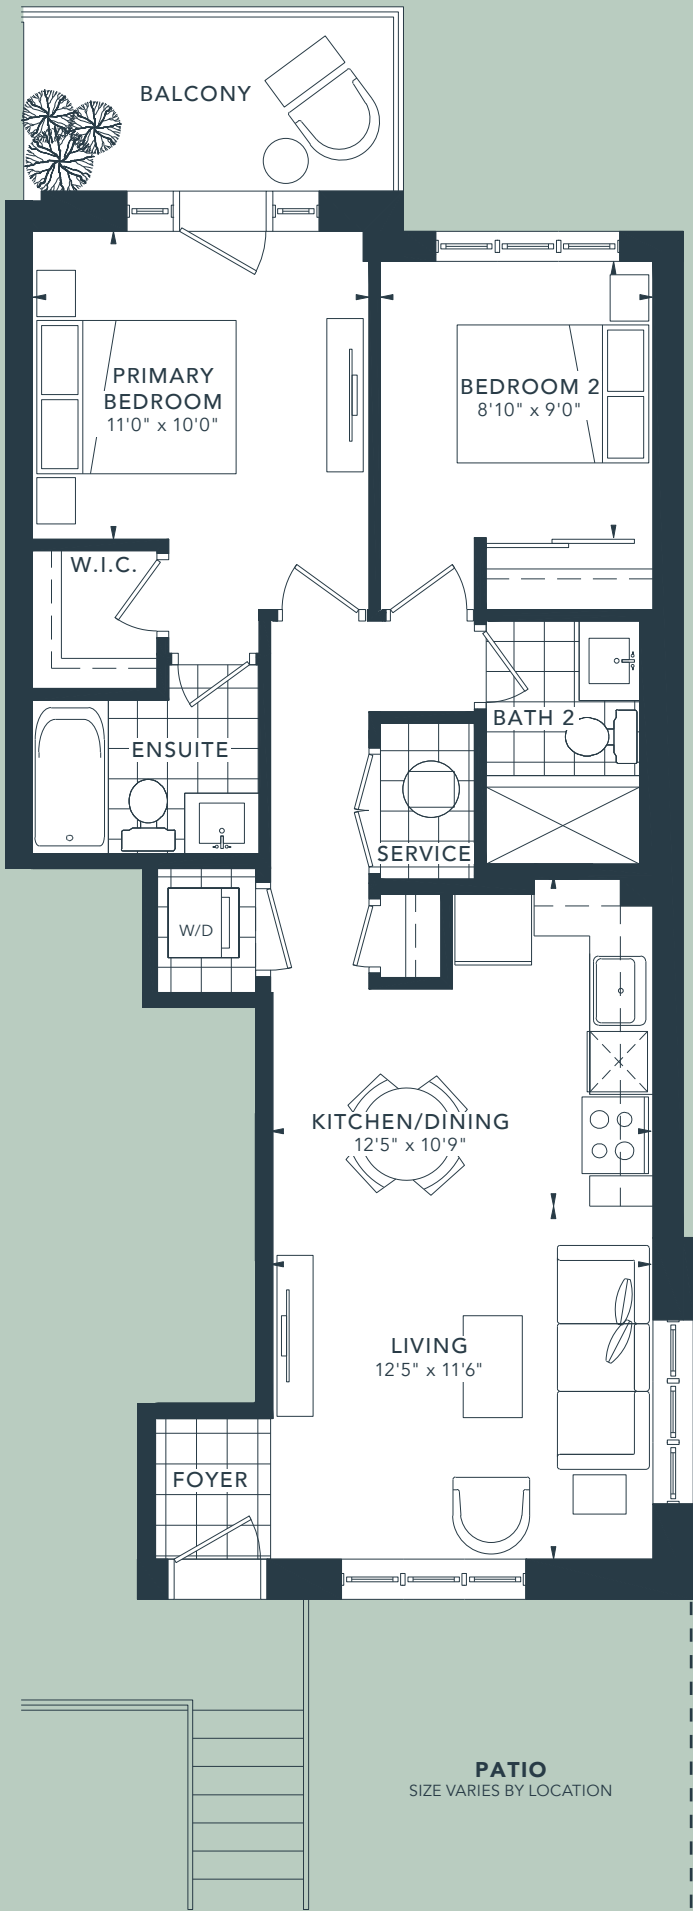 BALCONY
PRIMARY
BEDROOM
11'0" x 10'0"
BEDROOM 2
8'10" x 9'0"
W.I.C.
ENSUITE
BATH 2
SERVICE
W/D
KITCHEN/DINING
12'5" x 10'9"
LIVING
12'5" x 11'6"
FOYER
PATIO
SIZE VARIES BY LOCATION